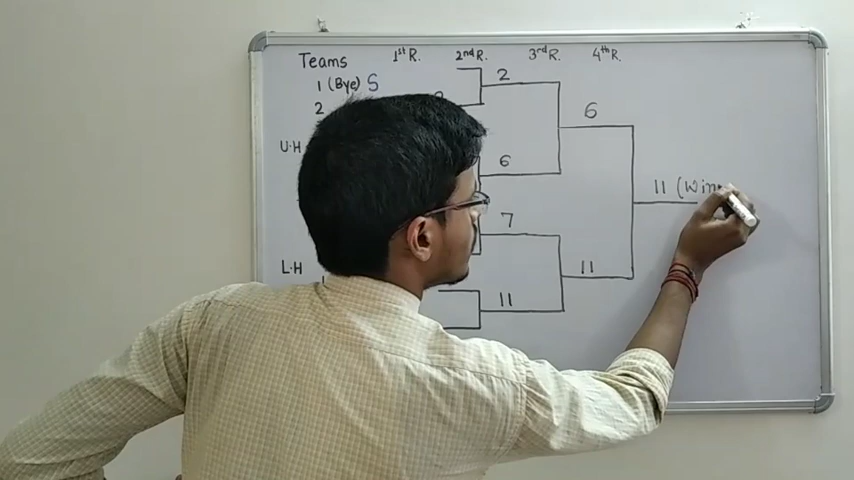 Teams 1st R. 2nd R. 3rd R. 4th R.
1 (Bye) S 2
2
6
U.H 6
11 (Win
7
L.H 11
11